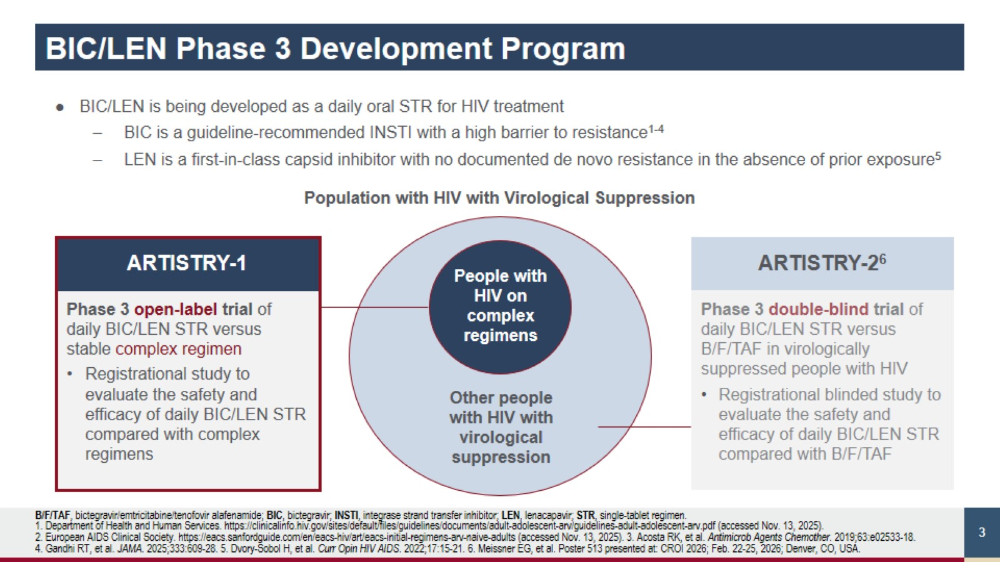 BIC/LEN Phase 3 Development Program
● BIC/LEN is being developed as a daily oral STR for HIV treatment
– BIC is a guideline-recommended INSTI with a high barrier to resistance1-4
– LEN is a first-in-class capsid inhibitor with no documented de novo resistance in the absence of prior exposure5
Population with HIV with Virological Suppression
ARTISTRY-1
Phase 3 open-label trial of
daily BIC/LEN STR versus
stable complex regimen
• Registrational study to
evaluate the safety and
efficacy of daily BIC/LEN STR
compared with complex
regimens
People with
HIV on
complex
regimens
Other people
with HIV with
virological
suppression
ARTISTRY-26
Phase 3 double-blind trial of
daily BIC/LEN STR versus
B/F/TAF in virologically
suppressed people with HIV
• Registrational blinded study to
evaluate the safety and
efficacy of daily BIC/LEN STR
compared with B/F/TAF
B/F/TAF, bictegravir/emtricitabine/tenofovir alafenamide; BIC, bictegravir; INSTI, integrase strand transfer inhibitor; LEN, lenacapavir; STR, single-tablet regimen.
1. Department of Health and Human Services. https://clinicalinfo.hiv.gov/sites/default/files/guidelines/documents/adult-adolescent-arv/guidelines-adult-adolescent-arv.pdf (accessed Nov. 13, 2025).
2. European AIDS Clinical Society. https://eacs.sanfordguide.com/en/eacs-hiv/art/eacs-initial-regimens-arv-naive-adults (accessed Nov. 13, 2025). 3. Acosta RK, et al. Antimicrob Agents Chemother. 2019;63:e02533-18.
4. Gandhi RT, et al. JAMA. 2025;333:609-28. 5. Dvory-Sobol H, et al. Curr Opin HIV AIDS. 2022;17:15-21. 6. Meissner EG, et al. Poster 513 presented at: CROI 2026; Feb. 22-25, 2026; Denver, CO, USA.
3